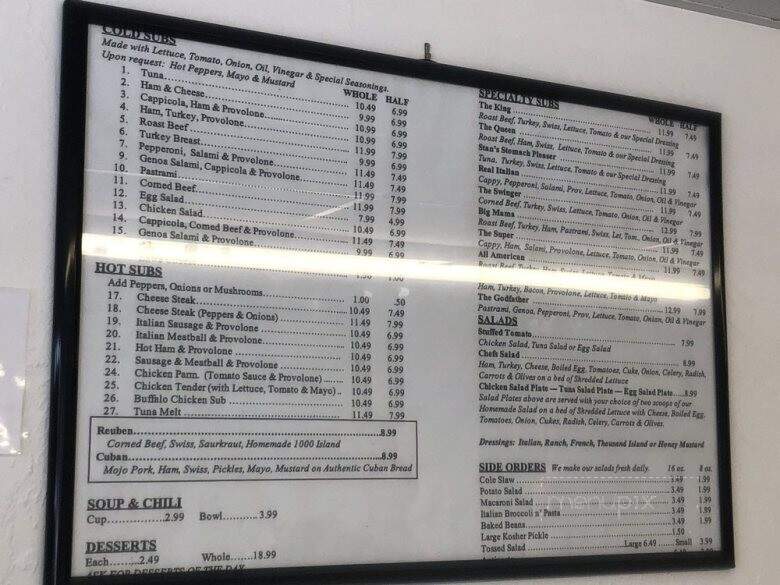 COLD SUBS
Made with Lettuce, Tomato, Onion, Oil, Vinegar & Special Seasonings.
Upon request: Hot Peppers, Mayo & Mustard
WHOLE HALF
1. Tuna 10.49 6.99
2. Ham & Cheese 9.99 6.99
3. Cappicola, Ham & Provolone 10.49 6.99
4. Ham, Turkey, Provolone 10.99 6.99
5. Roast Beef 11.99 7.99
6. Turkey Breast 9.99 6.99
7. Pepperoni, Salami & Provolone 11.49 7.49
9. Genoa Salami, Cappicola & Provolone 11.49 7.49
10. Pastrami 11.99 7.99
11. Corned Beef 11.99 7.99
12. Egg Salad 7.99 4.99
13. Chicken Salad 10.49 6.99
14. Cappicola, Corned Beef & Provolone 11.49 7.49
15. Genoa Salami & Provolone 9.99 6.99
HOT SUBS
Add Peppers, Onions or Mushrooms 1.00 .50
17. Cheese Steak 10.49 7.49
18. Cheese Steak (Peppers & Onions) 11.49 7.99
19. Italian Sausage & Provolone 10.49 6.99
20. Italian Meatball & Provolone 10.49 6.99
21. Hot Ham & Provolone 10.49 6.99
22. Sausage & Meatball & Provolone 10.49 6.99
24. Chicken Parm. (Tomato Sauce & Provolone) 10.49 6.99
25. Chicken Tender (with Lettuce, Tomato & Mayo) 10.49 6.99
26. Buffalo Chicken Sub 10.49 6.99
27. Tuna Melt 11.49 7.99
Reuben 8.99
Corned Beef, Swiss, Saurkraut, Homemade 1000 Island
Cuban 8.99
Mojo Pork, Ham, Swiss, Pickles, Mayo, Mustard on Authentic Cuban Bread
SOUP & CHILI
Cup 2.99 Bowl 3.99
DESSERTS
Each 2.49 Whole 18.99
ASK FOR DESSERTS OF THE DAY
SPECIALTY SUBS
WHOLE HALF
The King 11.99 7.49
Roast Beef, Turkey, Swiss, Lettuce, Tomato & our Special Dressing
The Queen 11.95 7.49
Roast Beef, Ham, Swiss, Lettuce, Tomato & our Special Dressing
Stan's Stomach Pleaser 11.99 7.49
Tuna, Turkey, Swiss, Lettuce, Tomato & our Special Dressing
Real Italian 11.99 7.49
Cappy, Pepperoni, Salami, Prov, Lettuce, Tomato, Onion, Oil & Vinegar
The Swinger
Corned Beef, Turkey, Swiss, Lettuce, Tomato, Onion, Oil & Vinegar
Big Mama 12.99 7.99
Roast Beef, Turkey, Ham, Pastrami, Swiss, Let, Tom., Onion, Oil & Vinegar
The Super 11.99 7.49
Cappy, Ham, Salami, Provolone, Lettuce, Tomato, Onion, Oil & Vinegar
All American
Ham, Turkey, Bacon, Provolone, Lettuce, Tomato & Mayo
The Godfather 12.99 7.99
Pastrami, Genoa, Pepperoni, Prov, Lettuce, Tomato, Onion, Oil & Vinegar
SALADS
Stuffed Tomato 7.99
Chicken Salad, Tuna Salad or Egg Salad
Chefs Salad 8.99
Ham, Turkey, Cheese, Boiled Egg, Tomatoes, Cuke, Onion, Celery, Radish, Carrots & Olives on a bed of Shredded Lettuce
Chicken Salad Plate — Tuna Salad Plate — Egg Salad Plate 8.99
Salad Plates above are served with your choice of two scoops of our
Homemade Salad on a bed of Shredded Lettuce with Cheese, Boiled Egg,
Tomatoes, Onion, Cukes, Radish, Celery, Carrots & Olives.
Dressings: Italian, Ranch, French, Thousand Island or Honey Mustard
SIDE ORDERS We make our salads fresh daily. 16 oz. 8 oz.
Cole Slaw 3.49 1.99
Potato Salad 3.49 1.99
Macaroni Salad 3.49 1.99
Italian Broccoli n' Pasta 3.49 1.99
Baked Beans 3.49 1.99
Large Kosher Pickle 1.50
Tossed Salad Large 6.49 Small 3.99
menupix